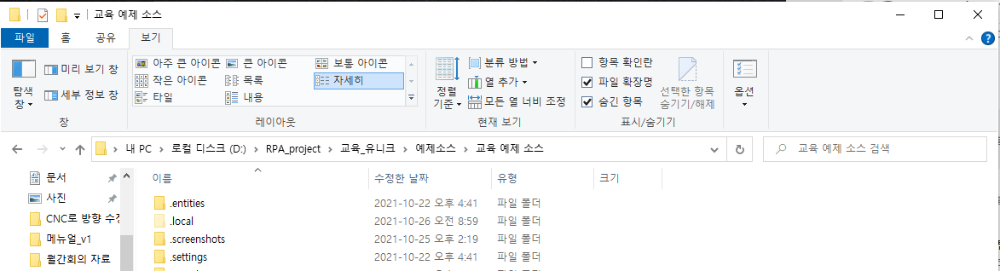 교육 예제 소스
파일 홈 공유 보기
탐색 창
미리 보기 창
세부 정보 창
창
아주 큰 아이콘 큰 아이콘 보통 아이콘
작은 아이콘 목록 자세히
타일 내용
레이아웃
정렬 기준
분류 방법
열 추가
모든 열 너비 조정
현재 보기
항목 확인란
파일 확장명
숨긴 항목
선택한 항목
숨기기/해제
표시/숨기기
옵션
내 PC 로컬 디스크 (D:) RPA_project 교육_유니크 예제소스 교육 예제 소스
교육 예제 소스 검색
문서
사진
CNC로 방향 수정
메뉴얼_v1
월간회의 자료
이름 수정한 날짜 유형 크기
.entities 2021-10-22 오후 4:41 파일 폴더
.local 2021-10-26 오전 8:59 파일 폴더
.screenshots 2021-10-25 오후 2:19 파일 폴더
.settings 2021-10-22 오후 4:41 파일 폴더